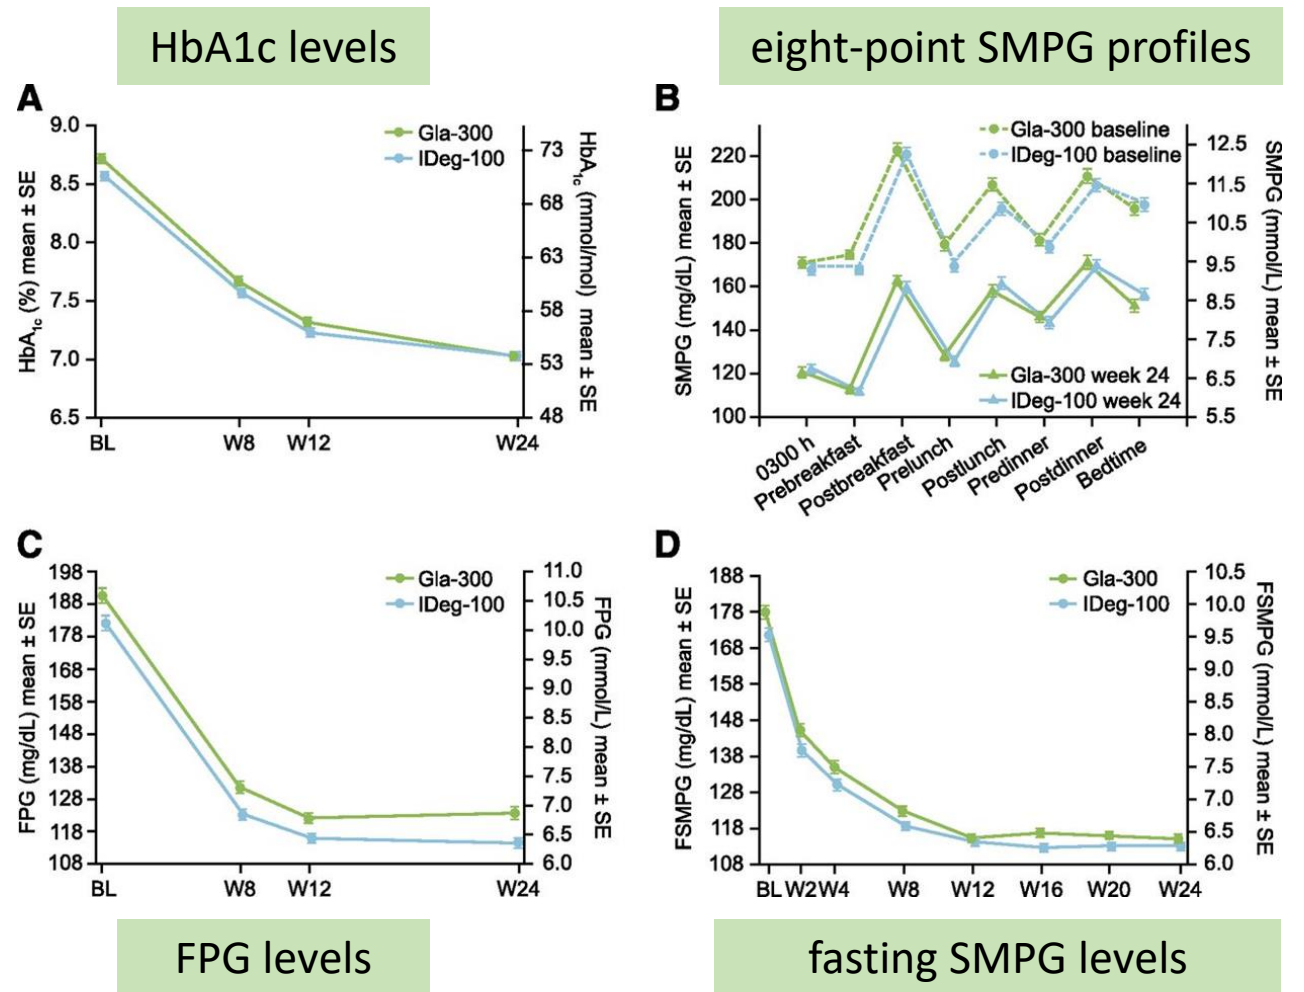 HbA1c levels
eight-point SMPG profiles
A
HbA1c (%) mean ± SE
9.0
8.5
8.0
7.5
7.0
6.5
Gla-300
IDeg-100
73
68
63
58
53
48
HbA1c (mmol/mol) mean ± SE
BL W8 W12 W24
B
SMPG (mg/dL) mean ± SE
220
200
180
160
140
120
100
Gla-300 baseline
IDeg-100 baseline
Gla-300 week 24
IDeg-100 week 24
12.5
11.5
10.5
9.5
8.5
7.5
6.5
5.5
SMPG (mmol/L) mean ± SE
0300 h
Prebreakfast
Postbreakfast
Prelunch
Postlunch
Predinner
Postdinner
Bedtime
C
FPG (mg/dL) mean ± SE
198
188
178
168
158
148
138
128
118
108
Gla-300
IDeg-100
11.0
10.5
10.0
9.5
9.0
8.5
8.0
7.5
7.0
6.5
6.0
FPG (mmol/L) mean ± SE
BL W8 W12 W24
D
FSMPG (mg/dL) mean ± SE
188
178
168
158
148
138
128
118
108
Gla-300
IDeg-100
10.5
10.0
9.5
9.0
8.5
8.0
7.5
7.0
6.5
6.0
FSMPG (mmol/L) mean ± SE
BL W2 W4 W8 W12 W16 W20 W24
FPG levels
fasting SMPG levels